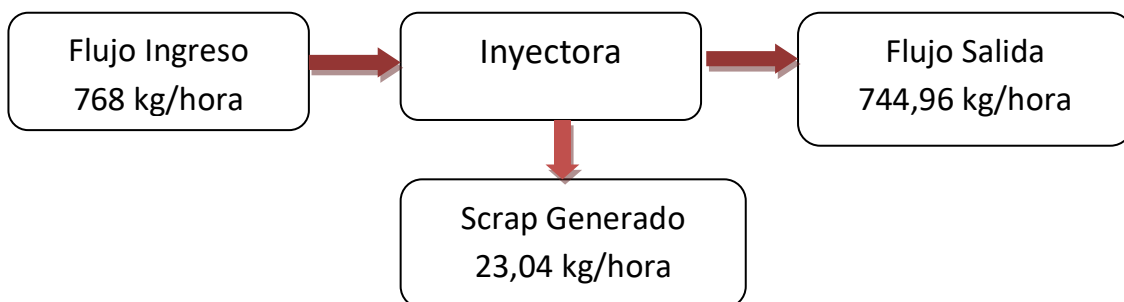 Flujo Ingreso
768 kg/hora
Inyectora
Flujo Salida
744,96 kg/hora
Scrap Generado
23,04 kg/hora